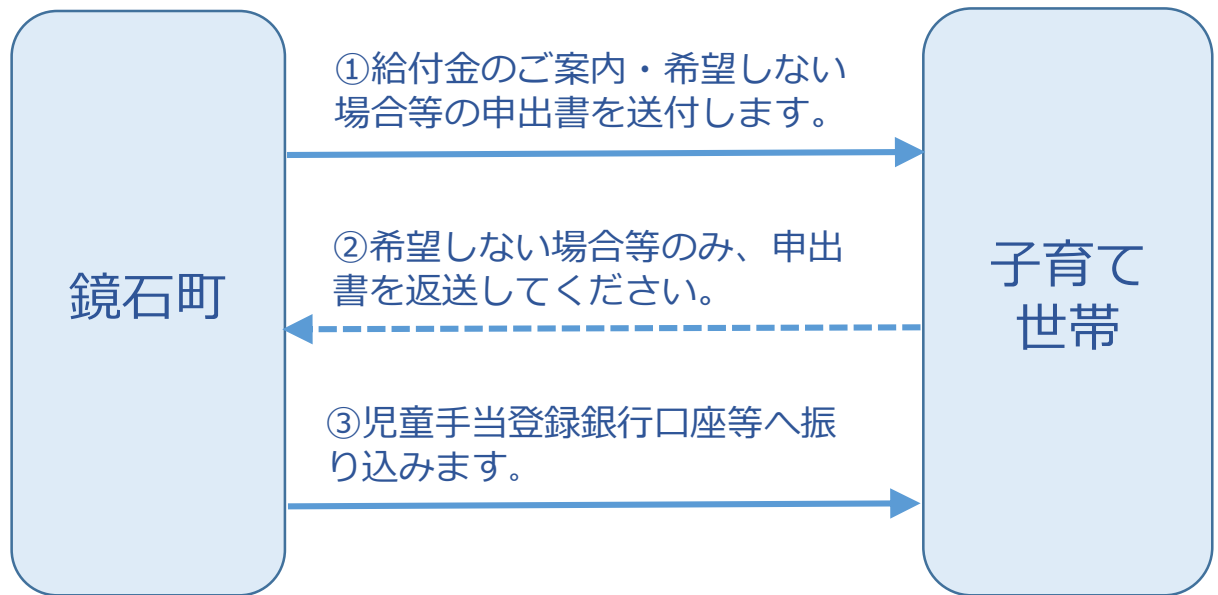 鏡石町
①給付金のご案内・希望しない
場合等の申出書を送付します。
②希望しない場合等のみ、申出
書を返送してください。
③児童手当登録銀行口座等へ振
り込みます。
子育て
世帯